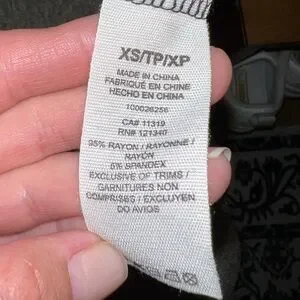 XS/TP/XP
MADE IN CHINA
FABRIQUÉ EN CHINE
HECHO EN CHINA
100026256
CA# 11319
RN# 121340
95% RAYON / RAYONNE /
RAYÓN
5% SPANDEX
EXCLUSIVE OF TRIMS /
GARNITURES NON
COMPRISES / EXCLUYEN
DO AVIOS